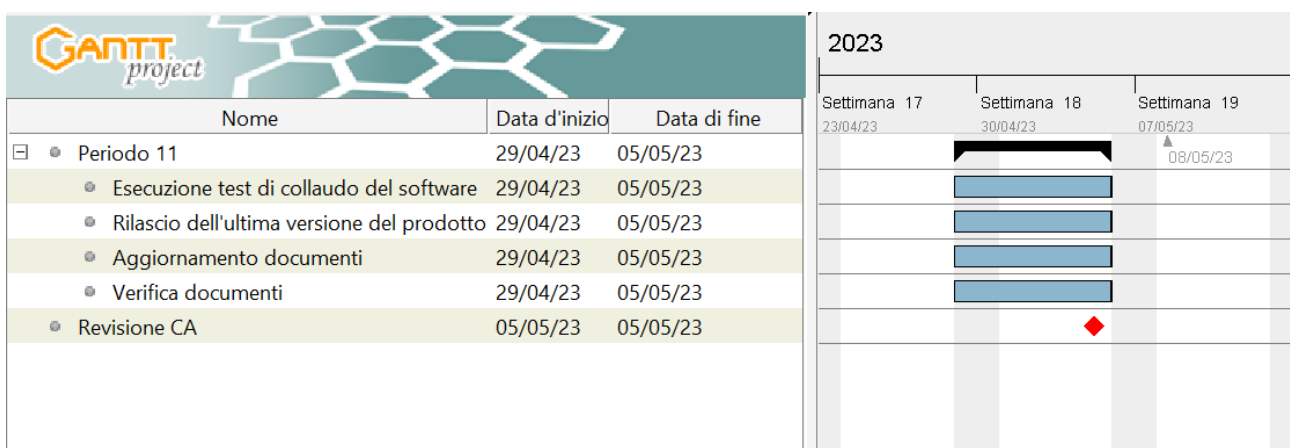 GANTT
project
2023
Settimana 17 Settimana 18 Settimana 19
23/04/23 30/04/23 07/05/23
Nome Data d'inizio Data di fine
08/05/23
Periodo 11 29/04/23 05/05/23
Esecuzione test di collaudo del software 29/04/23 05/05/23
Rilascio dell'ultima versione del prodotto 29/04/23 05/05/23
Aggiornamento documenti 29/04/23 05/05/23
Verifica documenti 29/04/23 05/05/23
Revisione CA 05/05/23 05/05/23